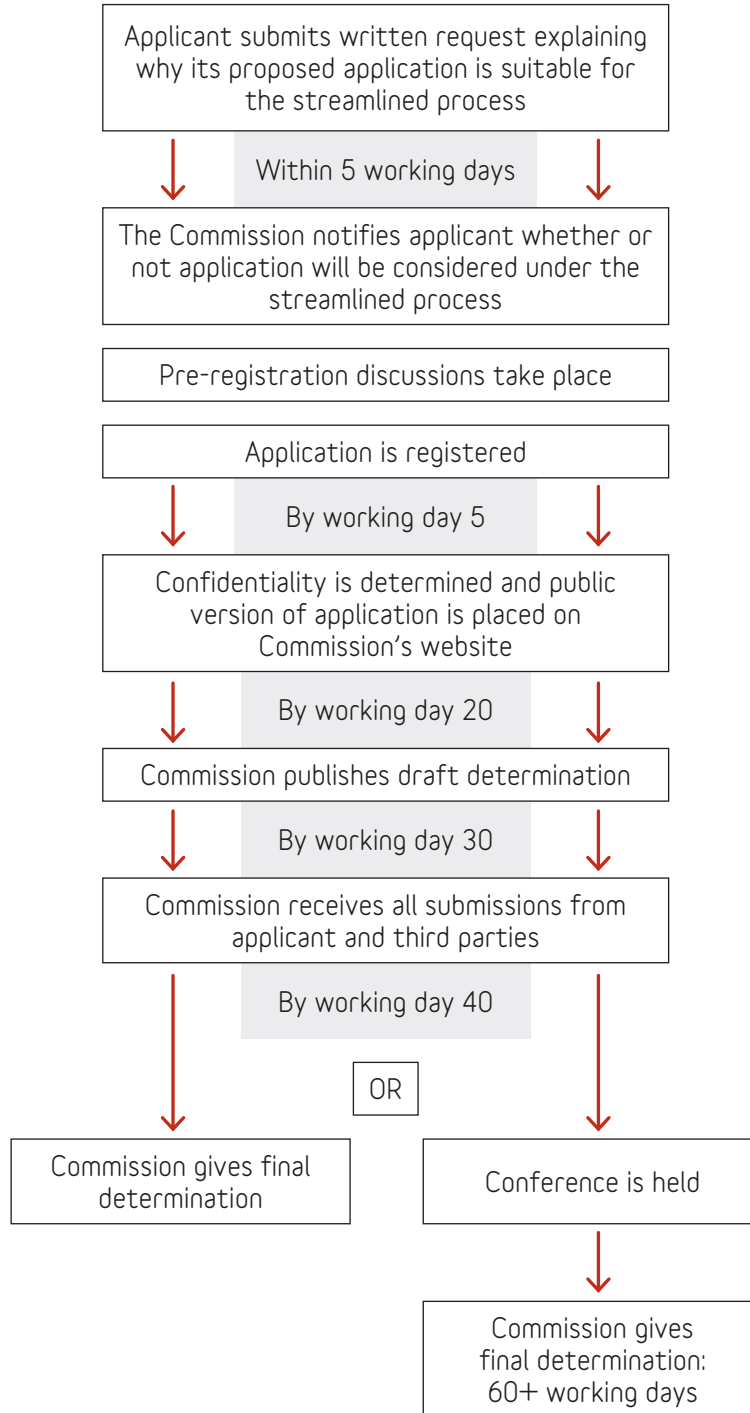 Applicant submits written request explaining
why its proposed application is suitable for
the streamlined process
Within 5 working days
The Commission notifies applicant whether or
not application will be considered under the
streamlined process
Pre-registration discussions take place
Application is registered
By working day 5
Confidentiality is determined and public
version of application is placed on
Commission's website
By working day 20
Commission publishes draft determination
By working day 30
Commission receives all submissions from
applicant and third parties
By working day 40
OR
Commission gives final
determination
Conference is held
Commission gives
final determination:
60+ working days